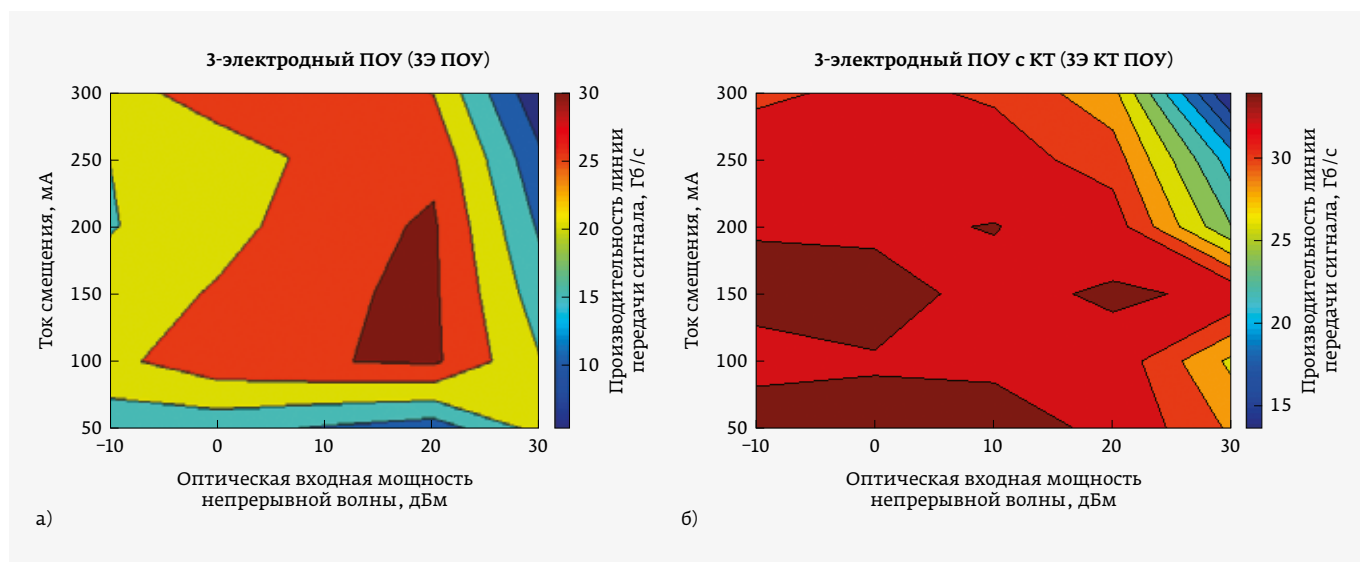 3-электродный ПОУ (3Э ПОУ)
300
250
200
150
100
50
Ток смещения, мА
−10
0
10
20
30
Оптическая входная мощность
непрерывной волны, дБм
30
25
20
15
10
Производительность линии
передачи сигнала, Гб/с
а)
3-электродный ПОУ с КТ (3Э КТ ПОУ)
300
250
200
150
100
50
Ток смещения, мА
−10
0
10
20
30
Оптическая входная мощность
непрерывной волны, дБм
30
25
20
15
Производительность линии
передачи сигнала, Гб/с
б)